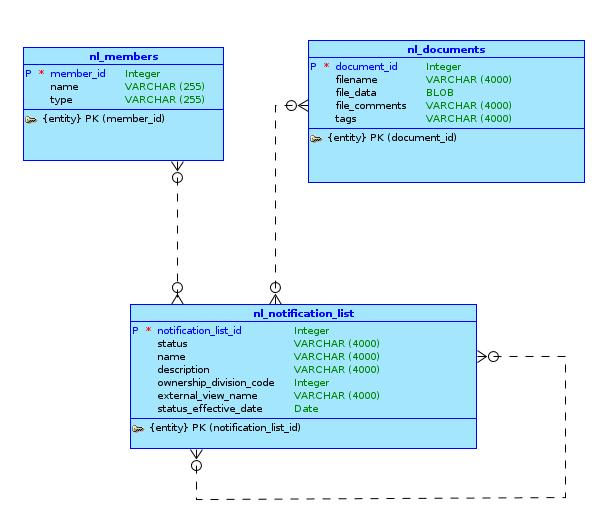 nl_members
P * member_id Integer
name VARCHAR (255)
type VARCHAR (255)
{entity} PK (member_id)
nl_documents
P * document_id Integer
filename VARCHAR (4000)
file_data BLOB
file_comments VARCHAR (4000)
tags VARCHAR (4000)
{entity} PK (document_id)
nl_notification_list
P * notification_list_id Integer
status VARCHAR (4000)
name VARCHAR (4000)
description VARCHAR (4000)
ownership_division_code Integer
external_view_name VARCHAR (4000)
status_effective_date Date
{entity} PK (notification_list_id)